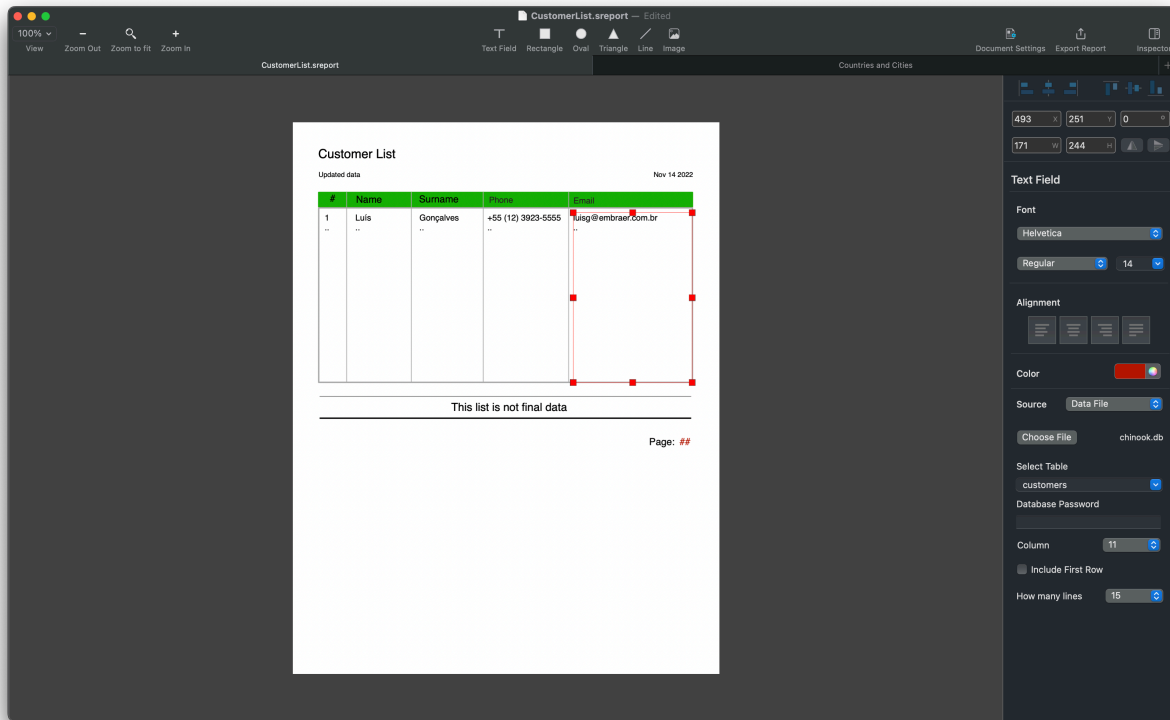 CustomerList.sreport — Edited
100%
View
Zoom Out
Zoom to fit
Zoom In
Text Field
Rectangle
Oval
Triangle
Line
Image
Document Settings
Export Report
Inspector
CustomerList.sreport
Countries and Cities
Customer List
Updated data
Nov 14 2022
# Name Surname Phone Email
1 Luís Gonçalves +55 (12) 3923-5555 luisg@embraer.com.br
.. .. .. .. ..
This list is not final data
Page: ##
493 X 251 Y 0 °
171 W 244 H
Text Field
Font
Helvetica
Regular 14
Alignment
Color
Source Data File
Choose File chinook.db
Select Table
customers
Database Password
Column 11
Include First Row
How many lines 15